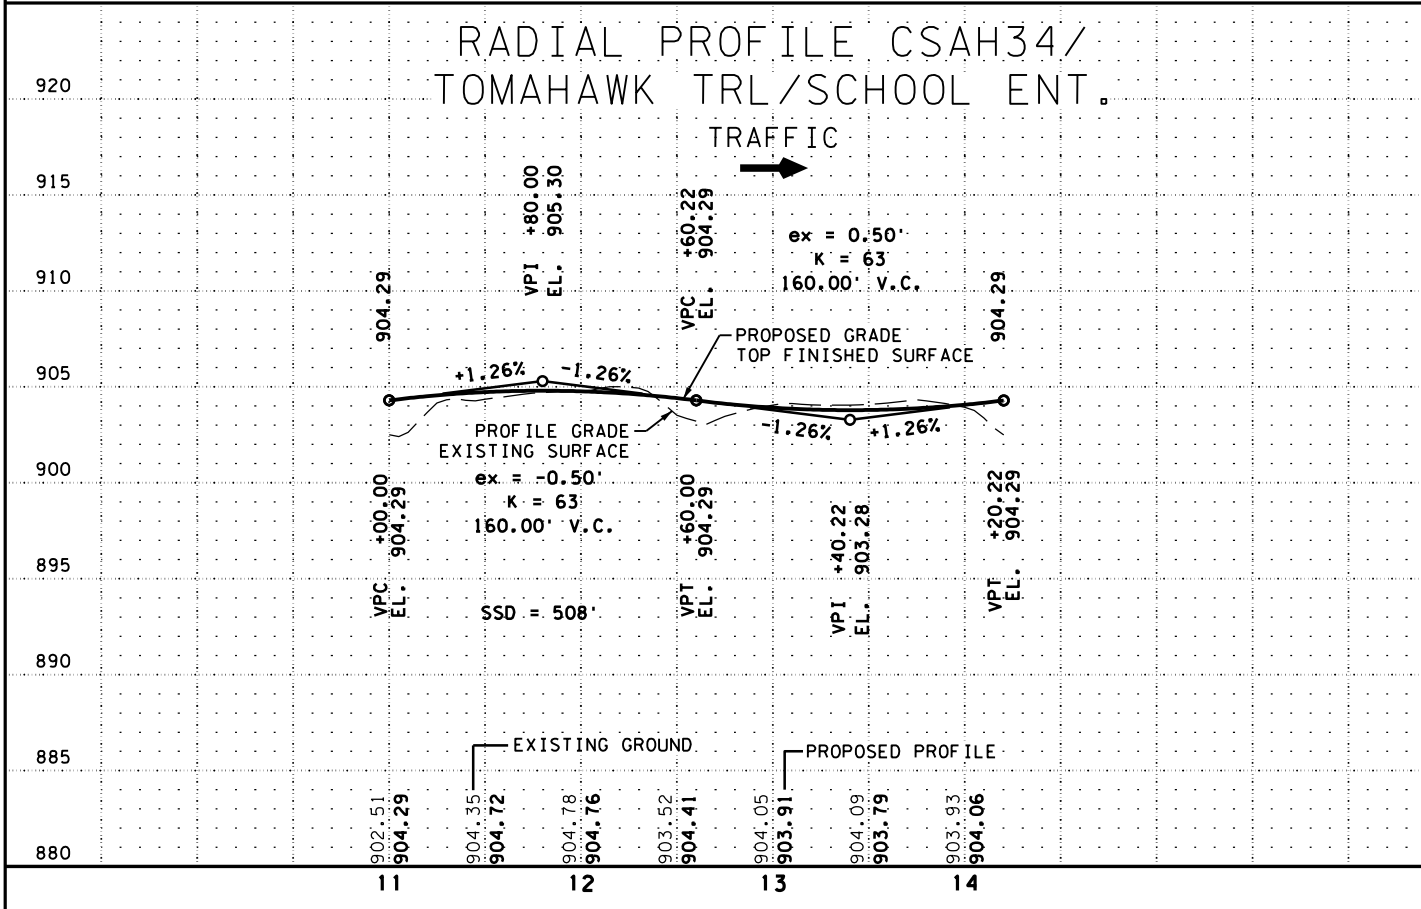 RADIAL PROFILE CSAH34/
TOMAHAWK TRL/SCHOOL ENT.
TRAFFIC
920
915
910
905
900
895
890
885
880
904.29
VPI +80.00
EL. 905.30
VPC +60.22
EL. 904.29
ex = 0.50'
K = 63
160.00' V.C.
904.29
PROPOSED GRADE
TOP FINISHED SURFACE
+1.26%
-1.26%
-1.26%
+1.26%
PROFILE GRADE
EXISTING SURFACE
ex = -0.50'
K = 63
160.00' V.C.
VPC +00.00
EL. 904.29
SSD = 508'
VPT +60.00
EL. 904.29
VPI +40.22
EL. 903.28
VPT +20.22
EL. 904.29
EXISTING GROUND
PROPOSED PROFILE
902.51
904.29
904.35
904.72
904.78
904.76
903.52
904.41
904.05
903.91
904.09
903.79
903.93
904.06
11
12
13
14